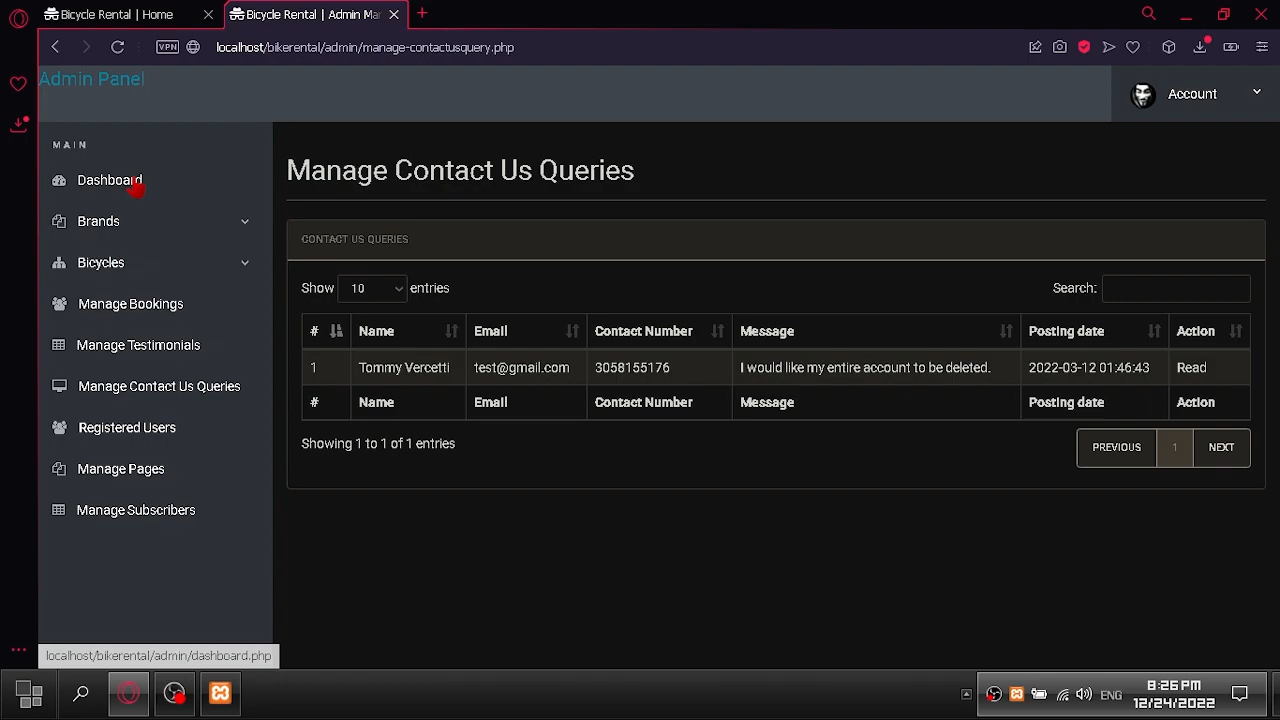 Bicycle Rental | Home
Bicycle Rental | Admin Mar
VPN
localhost/bikerental/admin/manage-contactusquery.php
Admin Panel
Account
MAIN
Dashboard
Brands
Bicycles
Manage Bookings
Manage Testimonials
Manage Contact Us Queries
Registered Users
Manage Pages
Manage Subscribers
Manage Contact Us Queries
CONTACT US QUERIES
Show 10 entries
Search:
# Name Email Contact Number Message Posting date Action
1 Tommy Vercetti test@gmail.com 3058155176 I would like my entire account to be deleted. 2022-03-12 01:46:43 Read
# Name Email Contact Number Message Posting date Action
Showing 1 to 1 of 1 entries
PREVIOUS 1 NEXT
localhost/bikerental/admin/dashboard.php
ENG
8:26 PM
12/24/2022